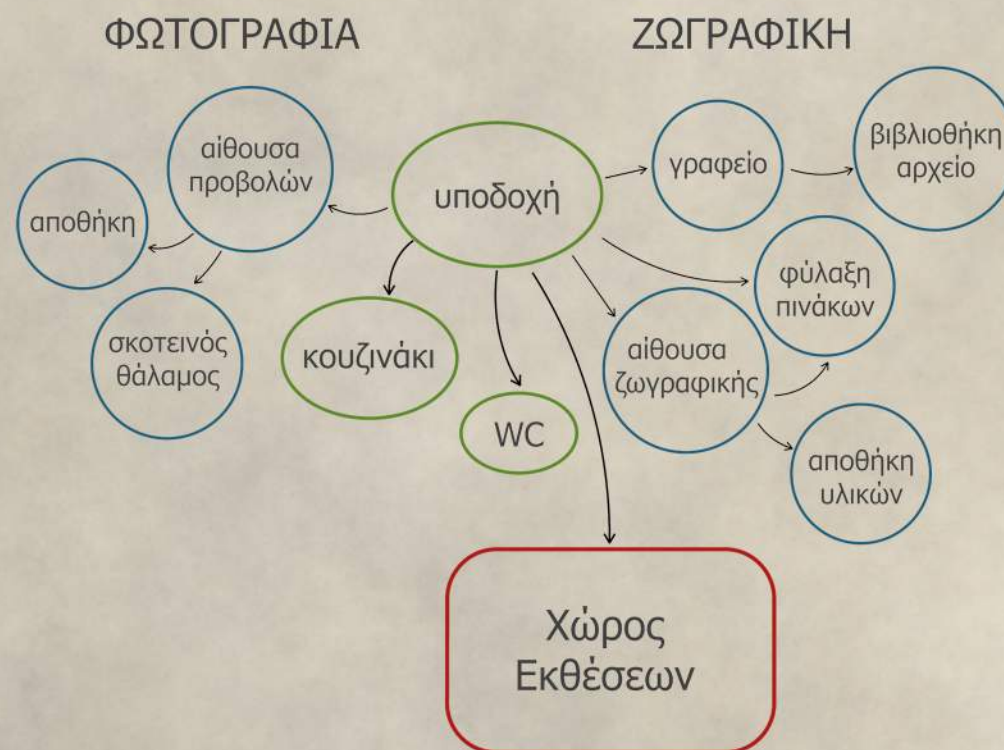 ΦΩΤΟΓΡΑΦΙΑ
ΖΩΓΡΑΦΙΚΗ
αίθουσα
προβολών
αποθήκη
σκοτεινός
θάλαμος
υποδοχή
κουζινάκι
WC
γραφείο
βιβλιοθήκη
αρχείο
φύλαξη
πινάκων
αίθουσα
ζωγραφικής
αποθήκη
υλικών
Χώρος
Εκθέσεων